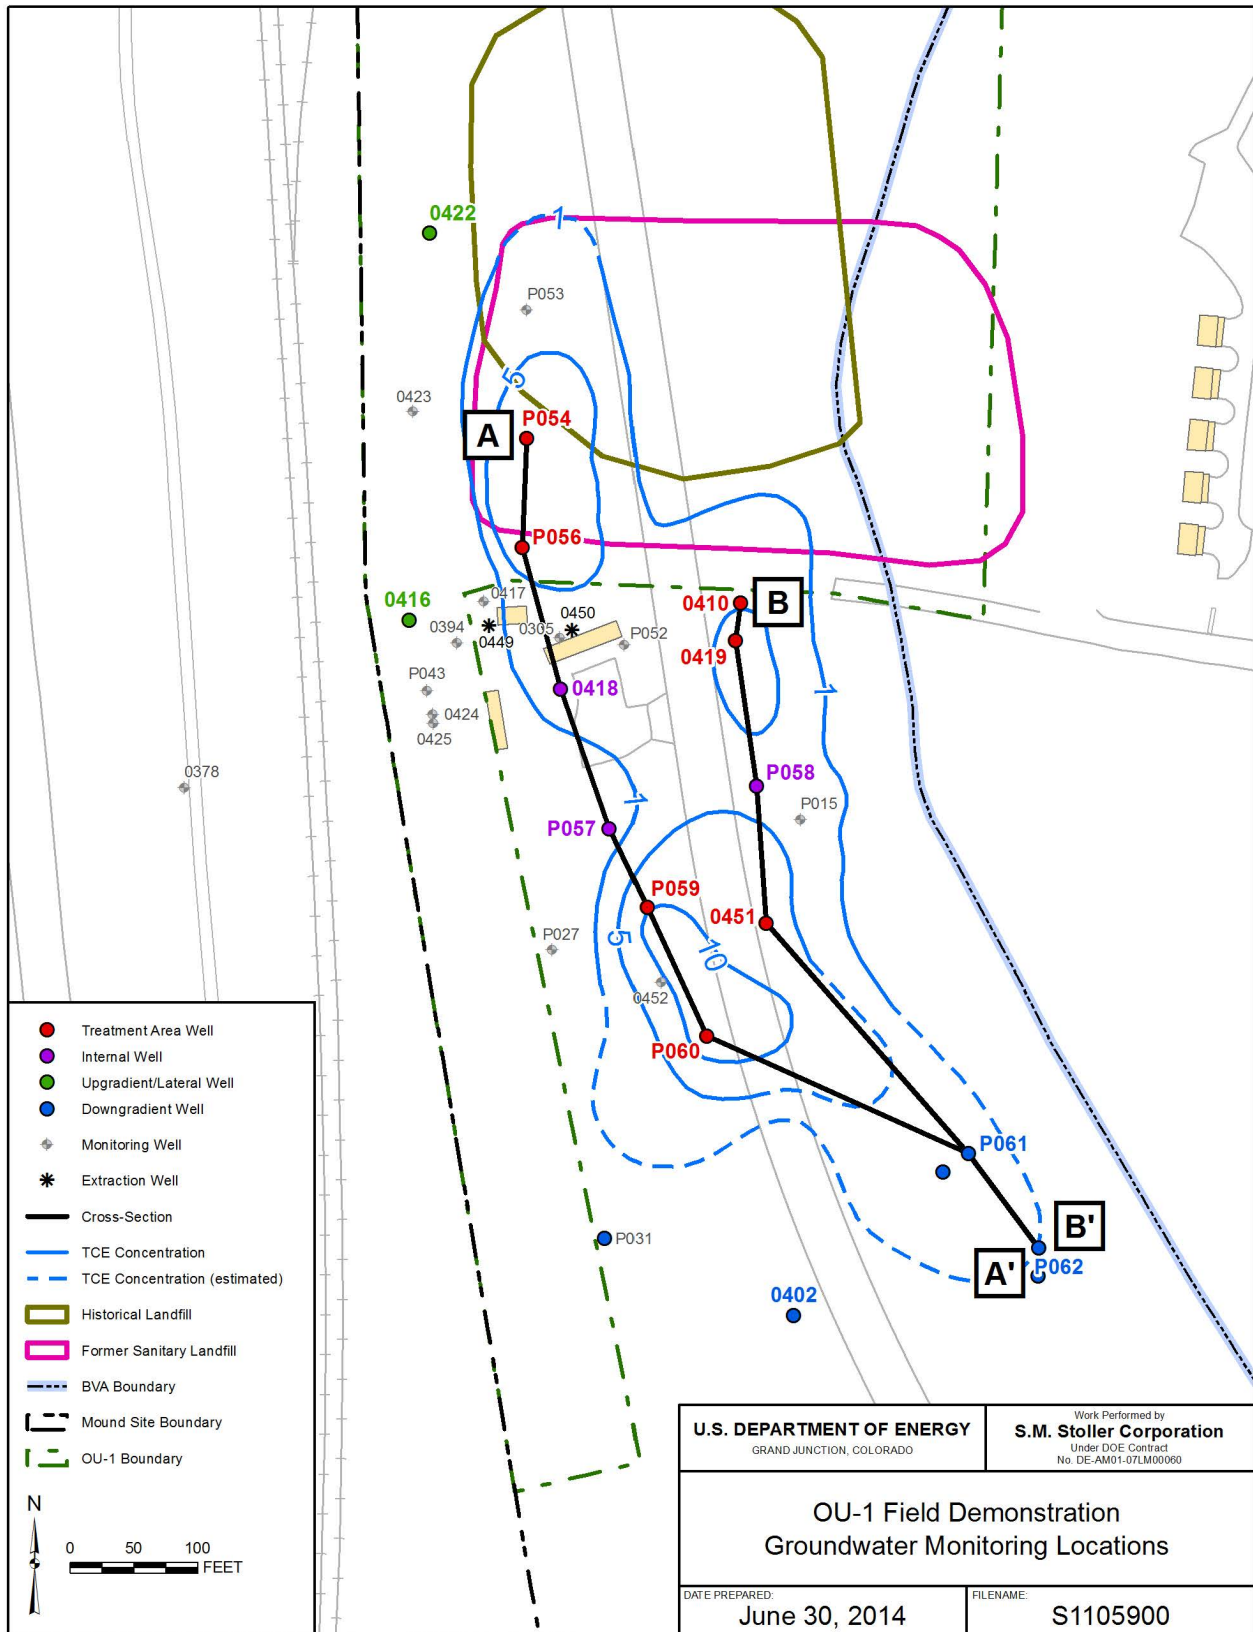 1
0422
P053
5
0423
A
P054
P056
0417
0416
0410
B
0450
0394
0449
0305
P052
0419
P043
0418
1
0424
0425
0378
P058
1
P015
P057
P059
0451
5
10
P027
0452
P060
P061
B'
P031
A'
P062
0402
Treatment Area Well
Internal Well
Upgradient/Lateral Well
Downgradient Well
Monitoring Well
Extraction Well
Cross-Section
TCE Concentration
TCE Concentration (estimated)
Historical Landfill
Former Sanitary Landfill
BVA Boundary
Mound Site Boundary
OU-1 Boundary
N
0 50 100
FEET
U.S. DEPARTMENT OF ENERGY
GRAND JUNCTION, COLORADO
Work Performed by
S.M. Stoller Corporation
Under DOE Contract
No. DE-AM01-07LM00060
OU-1 Field Demonstration
Groundwater Monitoring Locations
DATE PREPARED:
June 30, 2014
FILENAME:
S1105900